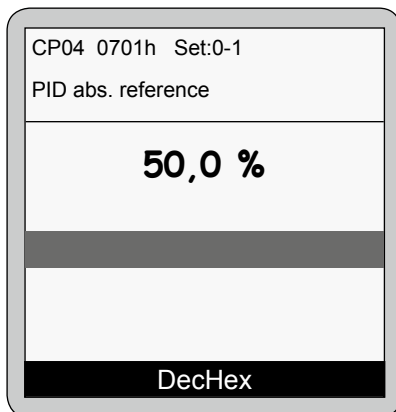 CP04 0701h Set:0-1
PID abs. reference
50,0 %
DecHex